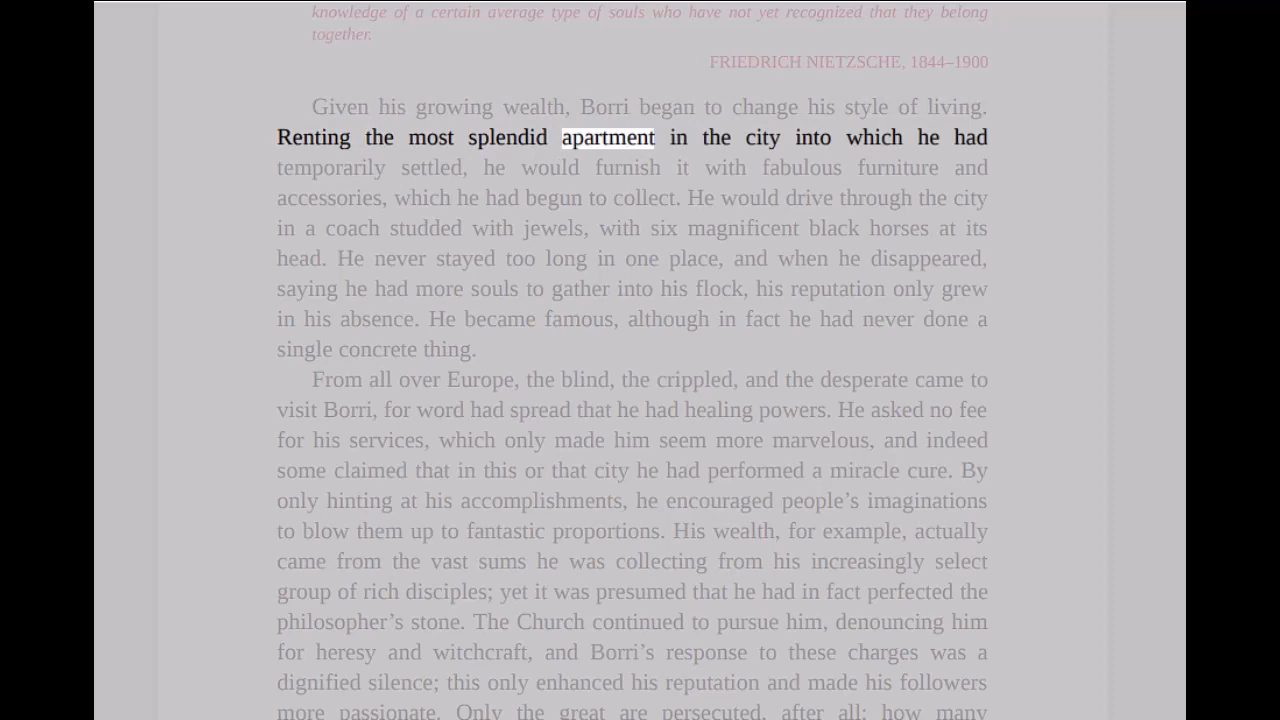 knowledge of a certain average type of souls who have not yet recognized that they belong
together.
FRIEDRICH NIETZSCHE, 1844–1900
Given his growing wealth, Borri began to change his style of living.
Renting the most splendid apartment in the city into which he had
temporarily settled, he would furnish it with fabulous furniture and
accessories, which he had begun to collect. He would drive through the city
in a coach studded with jewels, with six magnificent black horses at its
head. He never stayed too long in one place, and when he disappeared,
saying he had more souls to gather into his flock, his reputation only grew
in his absence. He became famous, although in fact he had never done a
single concrete thing.
From all over Europe, the blind, the crippled, and the desperate came to
visit Borri, for word had spread that he had healing powers. He asked no fee
for his services, which only made him seem more marvelous, and indeed
some claimed that in this or that city he had performed a miracle cure. By
only hinting at his accomplishments, he encouraged people’s imaginations
to blow them up to fantastic proportions. His wealth, for example, actually
came from the vast sums he was collecting from his increasingly select
group of rich disciples; yet it was presumed that he had in fact perfected the
philosopher’s stone. The Church continued to pursue him, denouncing him
for heresy and witchcraft, and Borri’s response to these charges was a
dignified silence; this only enhanced his reputation and made his followers
more passionate. Only the great are persecuted, after all; how many